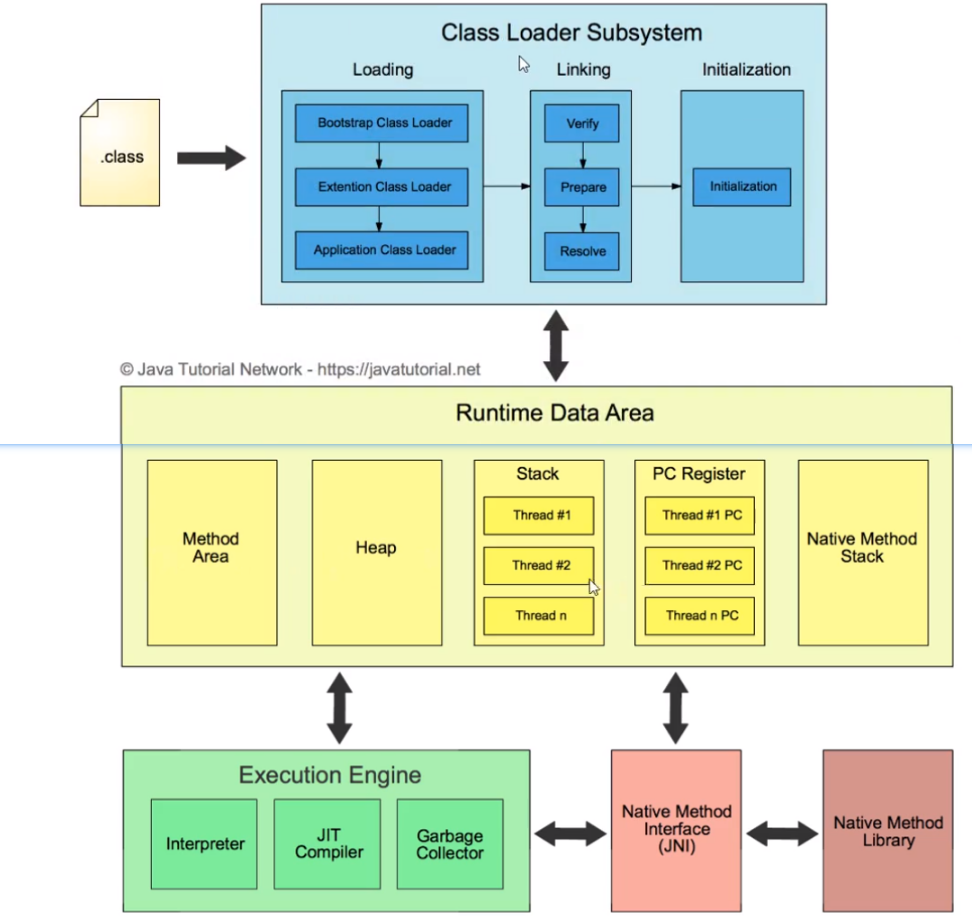 Class Loader Subsystem
Loading
Linking
Initialization
.class
Bootstrap Class Loader
Extention Class Loader
Application Class Loader
Verify
Prepare
Resolve
Initialization
© Java Tutorial Network - https://javatutorial.net
Runtime Data Area
Method
Area
Heap
Stack
Thread #1
Thread #2
Thread n
PC Register
Thread #1 PC
Thread #2 PC
Thread n PC
Native Method
Stack
Execution Engine
Interpreter
JIT
Compiler
Garbage
Collector
Native Method
Interface
(JNI)
Native Method
Library